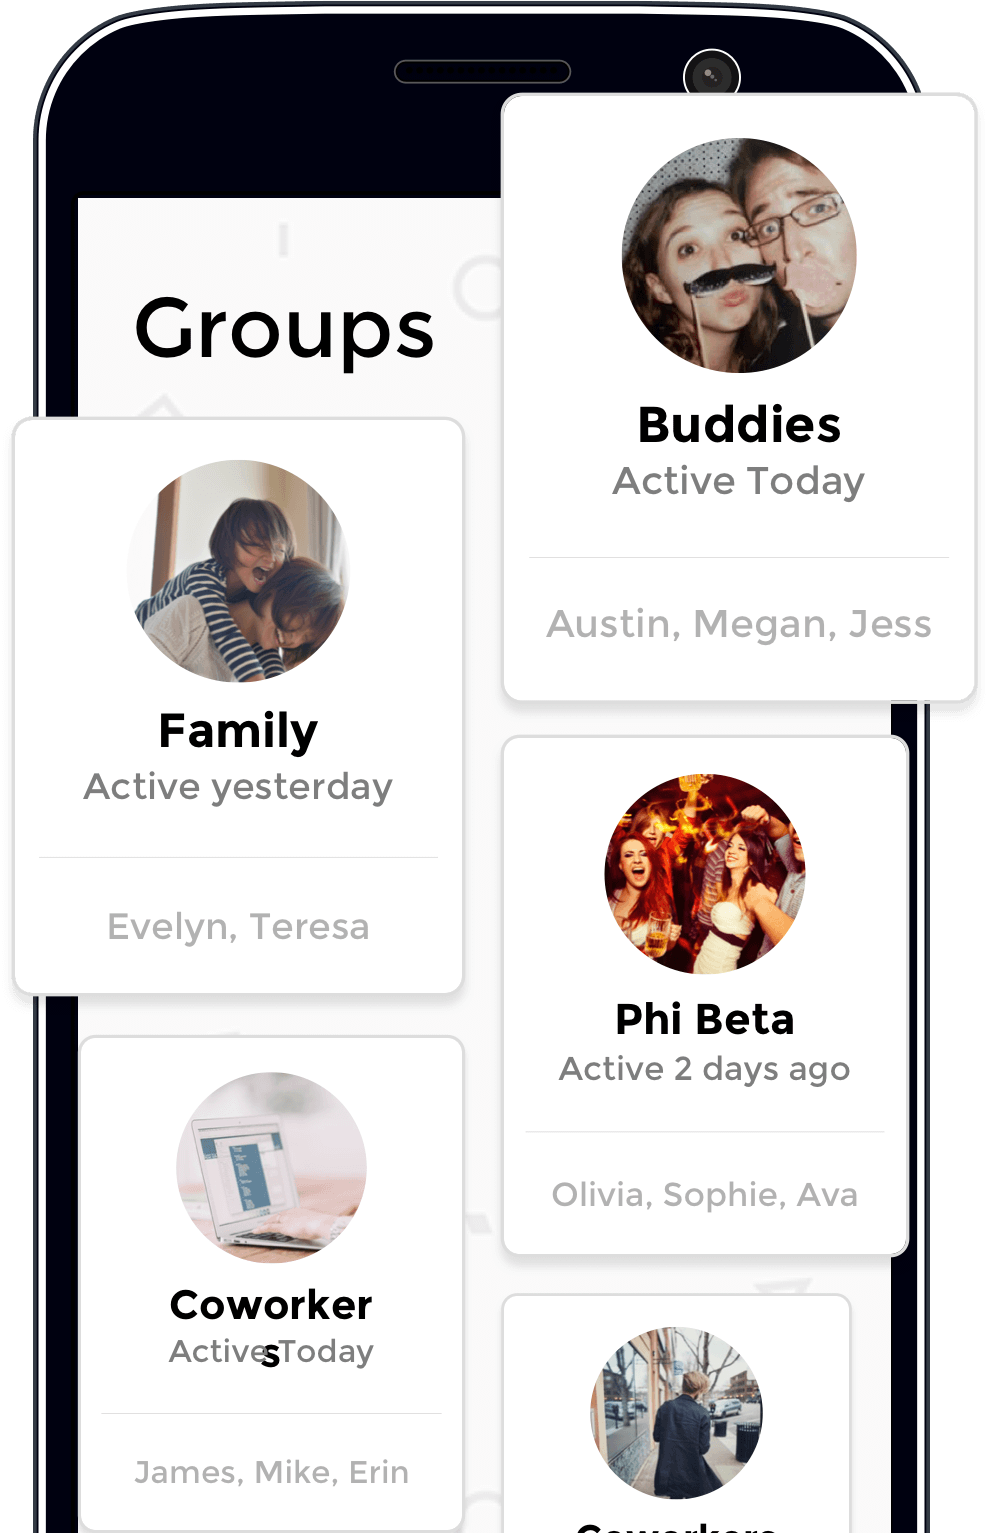 Groups
Buddies
Active Today
Austin, Megan, Jess
Family
Active yesterday
Evelyn, Teresa
Phi Beta
Active 2 days ago
Olivia, Sophie, Ava
Coworker
s
Active Today
James, Mike, Erin
Coworkers